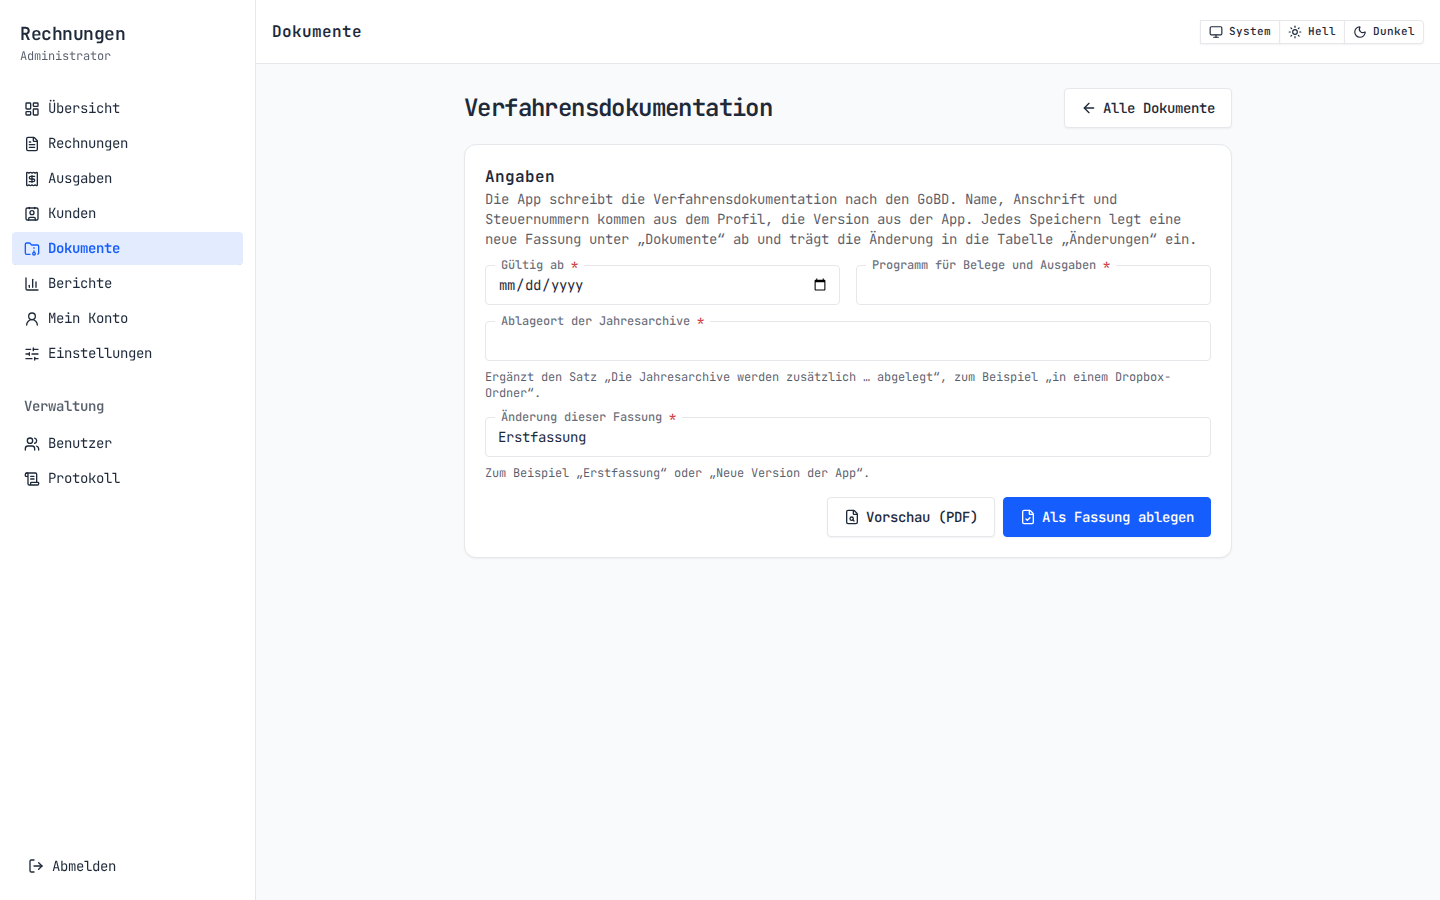 Rechnungen
Administrator
Übersicht
Rechnungen
Ausgaben
Kunden
Dokumente
Berichte
Mein Konto
Einstellungen
Verwaltung
Benutzer
Protokoll
Abmelden
Dokumente
System
Hell
Dunkel
Verfahrensdokumentation
Alle Dokumente
Angaben
Die App schreibt die Verfahrensdokumentation nach den GoBD. Name, Anschrift und
Steuernummern kommen aus dem Profil, die Version aus der App. Jedes Speichern legt eine
neue Fassung unter „Dokumente“ ab und trägt die Änderung in die Tabelle „Änderungen“ ein.
Gültig ab *
mm/dd/yyyy
Programm für Belege und Ausgaben *
Ablageort der Jahresarchive *
Ergänzt den Satz „Die Jahresarchive werden zusätzlich … abgelegt“, zum Beispiel „in einem Dropbox-
Ordner“.
Änderung dieser Fassung *
Erstfassung
Zum Beispiel „Erstfassung“ oder „Neue Version der App“.
Vorschau (PDF)
Als Fassung ablegen